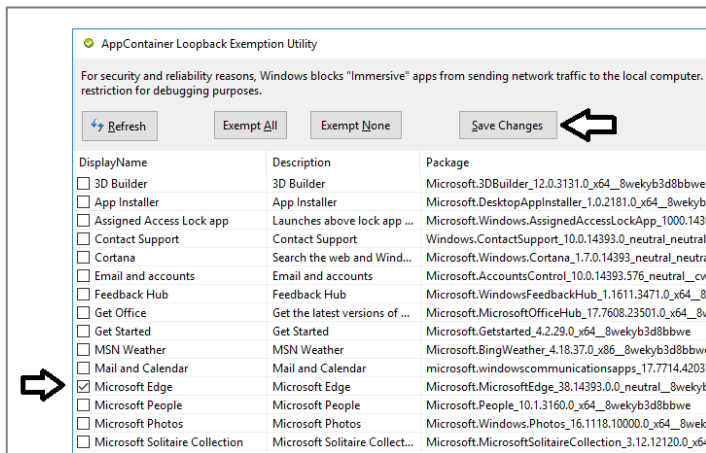 AppContainer Loopback Exemption Utility
For security and reliability reasons, Windows blocks "Immersive" apps from sending network traffic to the local computer.
restriction for debugging purposes.
Refresh Exempt All Exempt None Save Changes
DisplayName Description Package
3D Builder 3D Builder Microsoft.3DBuilder_12.0.3131.0_x64__8wekyb3d8bbwe
App Installer App Installer Microsoft.DesktopAppInstaller_1.0.2181.0_x64__8wekyb
Assigned Access Lock app Launches above lock app ... Microsoft.Windows.AssignedAccessLockApp_1000.1439
Contact Support Contact Support Windows.ContactSupport_10.0.14393.0_neutral_neutral
Cortana Search the web and Wind... Microsoft.Windows.Cortana_1.7.0.14393_neutral_neutra
Email and accounts Email and accounts Microsoft.AccountsControl_10.0.14393.576_neutral__cw
Feedback Hub Feedback Hub Microsoft.WindowsFeedbackHub_1.1611.3471.0_x64__8
Get Office Get the latest versions of ... Microsoft.MicrosoftOfficeHub_17.7608.23501.0_x64__8w
Get Started Get Started Microsoft.Getstarted_4.2.29.0_x64__8wekyb3d8bbwe
MSN Weather MSN Weather Microsoft.BingWeather_4.18.37.0_x86__8wekyb3d8bbwe
Mail and Calendar Mail and Calendar microsoft.windowscommunicationsapps_17.7714.4203
Microsoft Edge Microsoft Edge Microsoft.MicrosoftEdge_38.14393.0.0_neutral__8wekyb
Microsoft People Microsoft People Microsoft.People_10.1.3160.0_x64__8wekyb3d8bbwe
Microsoft Photos Microsoft Photos Microsoft.Windows.Photos_16.1118.10000.0_x64__8wek
Microsoft Solitaire Collection Microsoft Solitaire Collect... Microsoft.MicrosoftSolitaireCollection_3.12.12120.0_x64